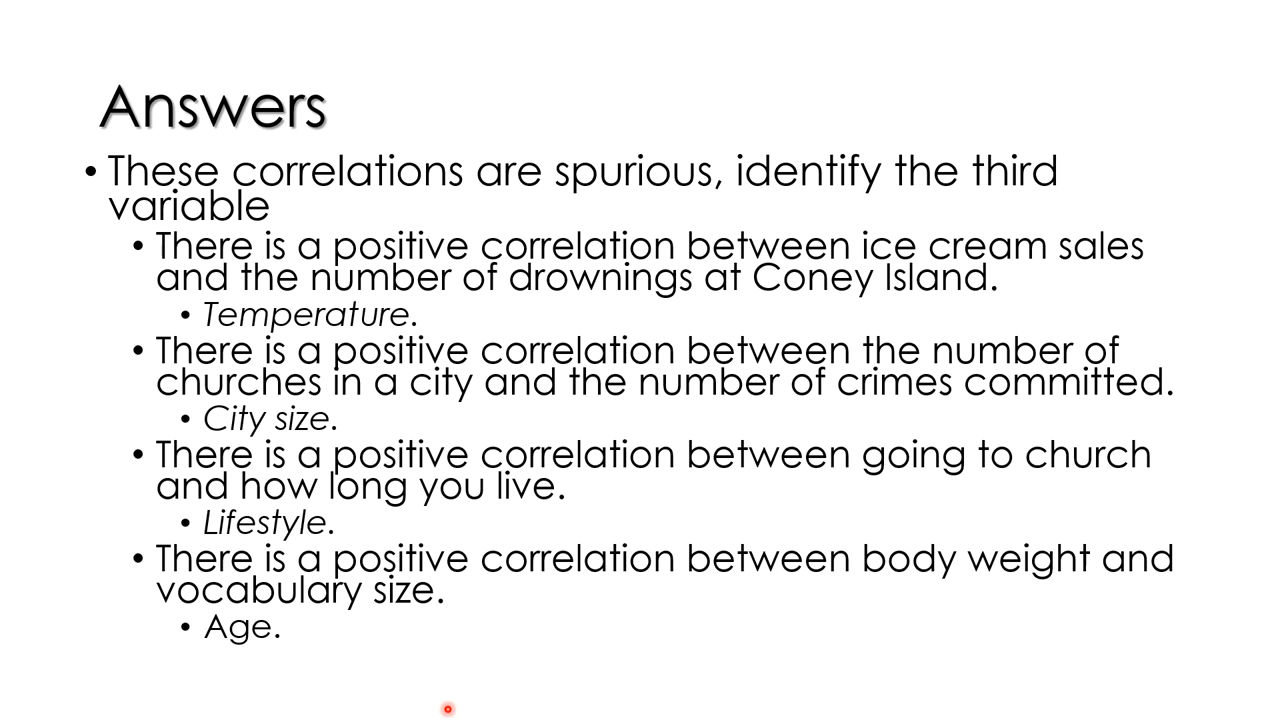 Answers
• These correlations are spurious, identify the third
variable
• There is a positive correlation between ice cream sales
and the number of drownings at Coney Island.
• Temperature.
• There is a positive correlation between the number of
churches in a city and the number of crimes committed.
• City size.
• There is a positive correlation between going to church
and how long you live.
• Lifestyle.
• There is a positive correlation between body weight and
vocabulary size.
• Age.